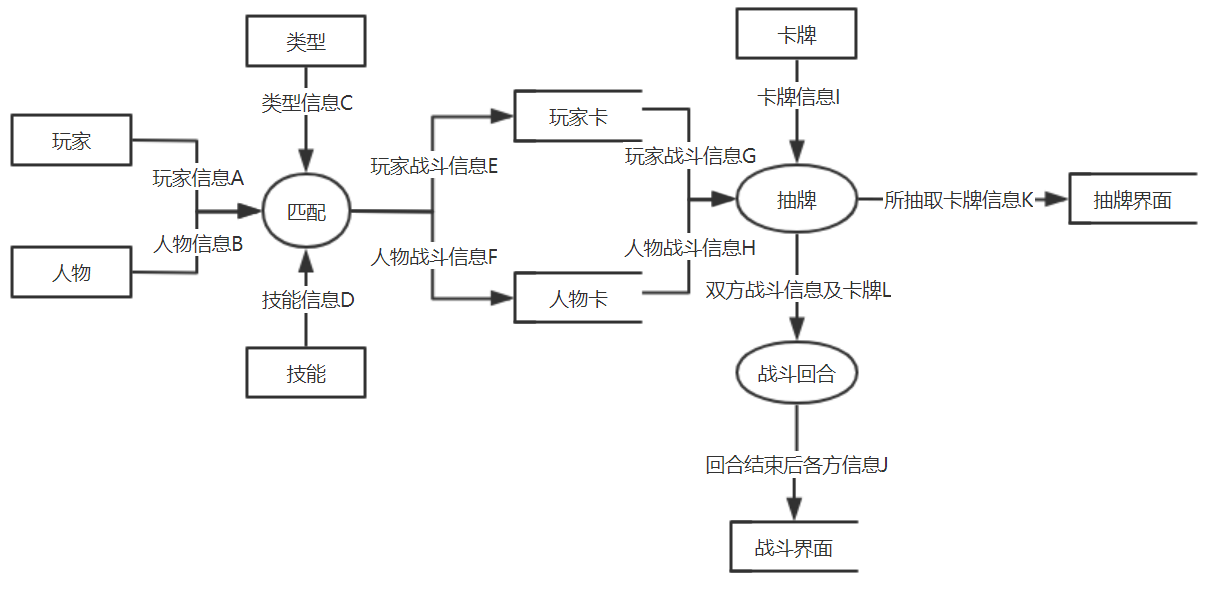 类型
卡牌
类型信息C
卡牌信息I
玩家
玩家卡
玩家信息A
玩家战斗信息E
玩家战斗信息G
匹配
抽牌
所抽取卡牌信息K
抽牌界面
人物信息B
人物战斗信息F
人物战斗信息H
人物
技能信息D
人物卡
双方战斗信息及卡牌L
技能
战斗回合
回合结束后各方信息J
战斗界面